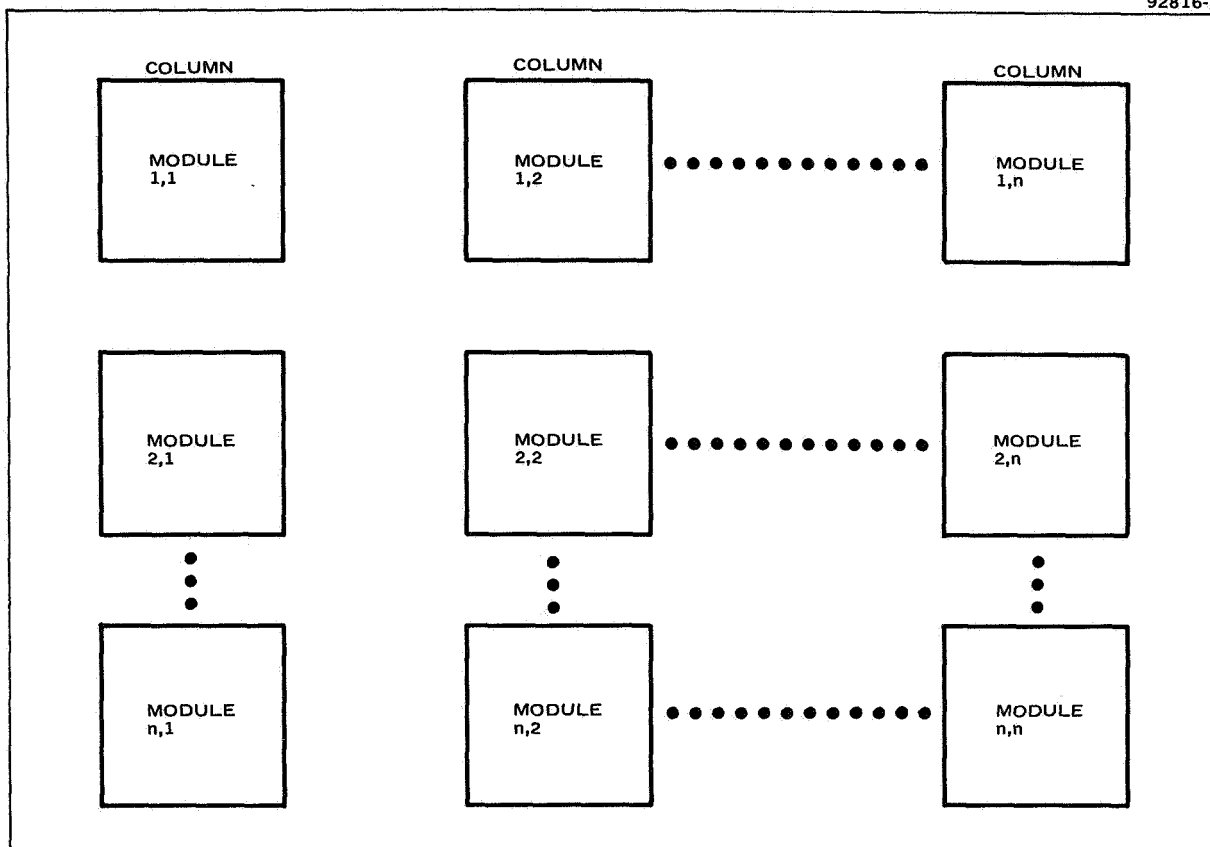 92816-
COLUMN COLUMN COLUMN
MODULE MODULE MODULE
1,1 1,2 1,n
MODULE MODULE MODULE
2,1 2,2 2,n
MODULE MODULE MODULE
n,1 n,2 n,n